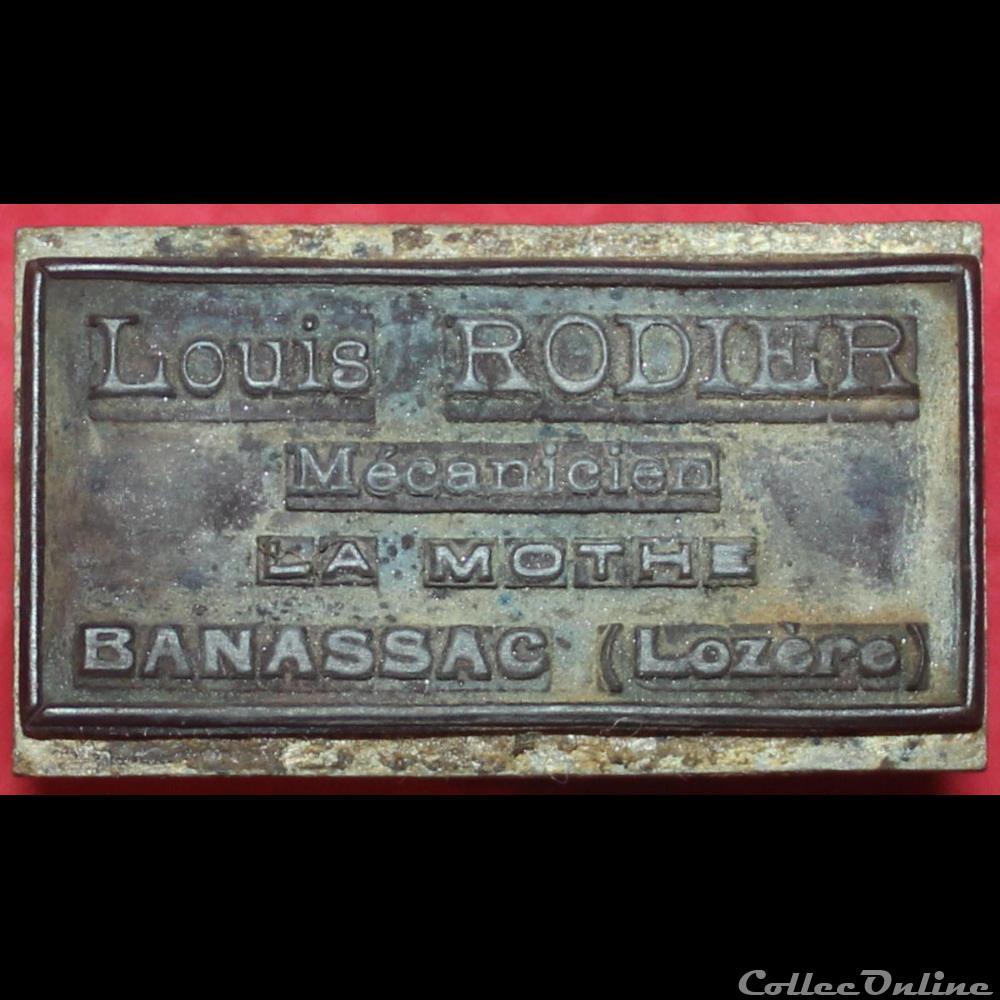 Louis RODIER
Mécanicien
LA MOTHE
BANASSAC (Lozère)
CollecOnline